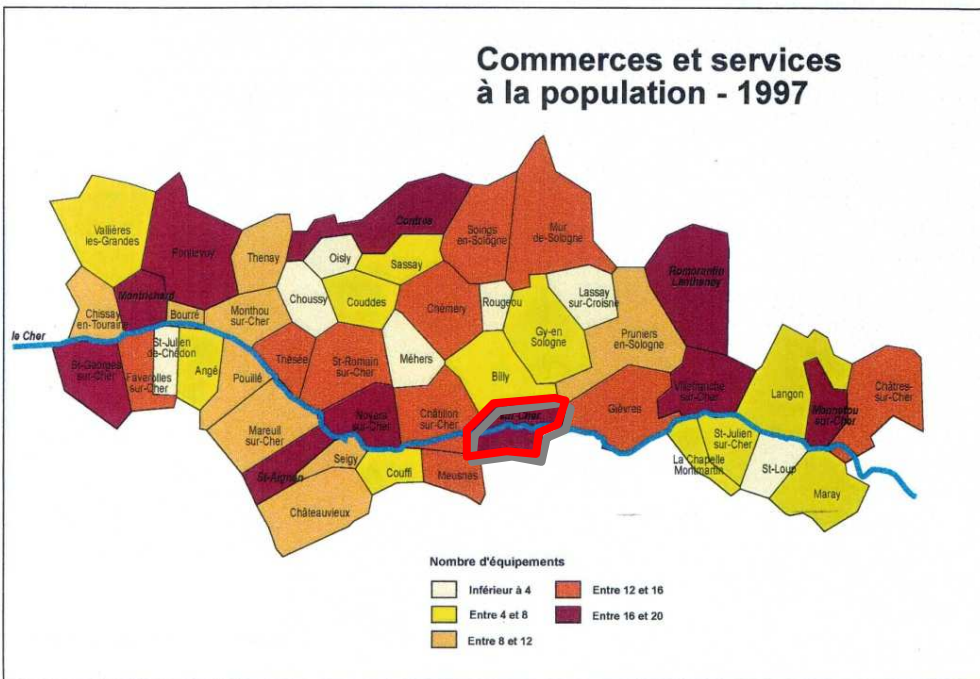 Commerces et services
à la population - 1997
Vallières
les-Grandes
Pontlevoy
Thenay
Contres
Oisly
Sassay
Soings
en-Sologne
Mur
de-Sologne
Romorantin
Lanthenay
Montrichard
Chissay
en-Touraine
Bourré
Monthou
sur-Cher
Choussy
Couddes
Chémery
Rougeou
Lassay
sur-Croisne
Gy-en
Sologne
Pruniers
en-Sologne
le Cher
St-Georges
sur-Cher
Faverolles
sur-Cher
St-Julien
de-Chédon
Angé
Pouillé
Thésée
St-Romain
sur-Cher
Méhers
Billy
Gièvres
Villefranche
sur-Cher
Langon
Mennetou
sur-Cher
Châtres
sur-Cher
Mareuil
sur-Cher
Noyers
sur-Cher
Châtillon
sur-Cher
sur-Cher
St-Aignan
Seigy
Couffi
Meusnes
Châteauvieux
La Chapelle
Montmartin
St-Julien
sur-Cher
St-Loup
Maray
Nombre d'équipements
Inférieur à 4
Entre 4 et 8
Entre 8 et 12
Entre 12 et 16
Entre 16 et 20